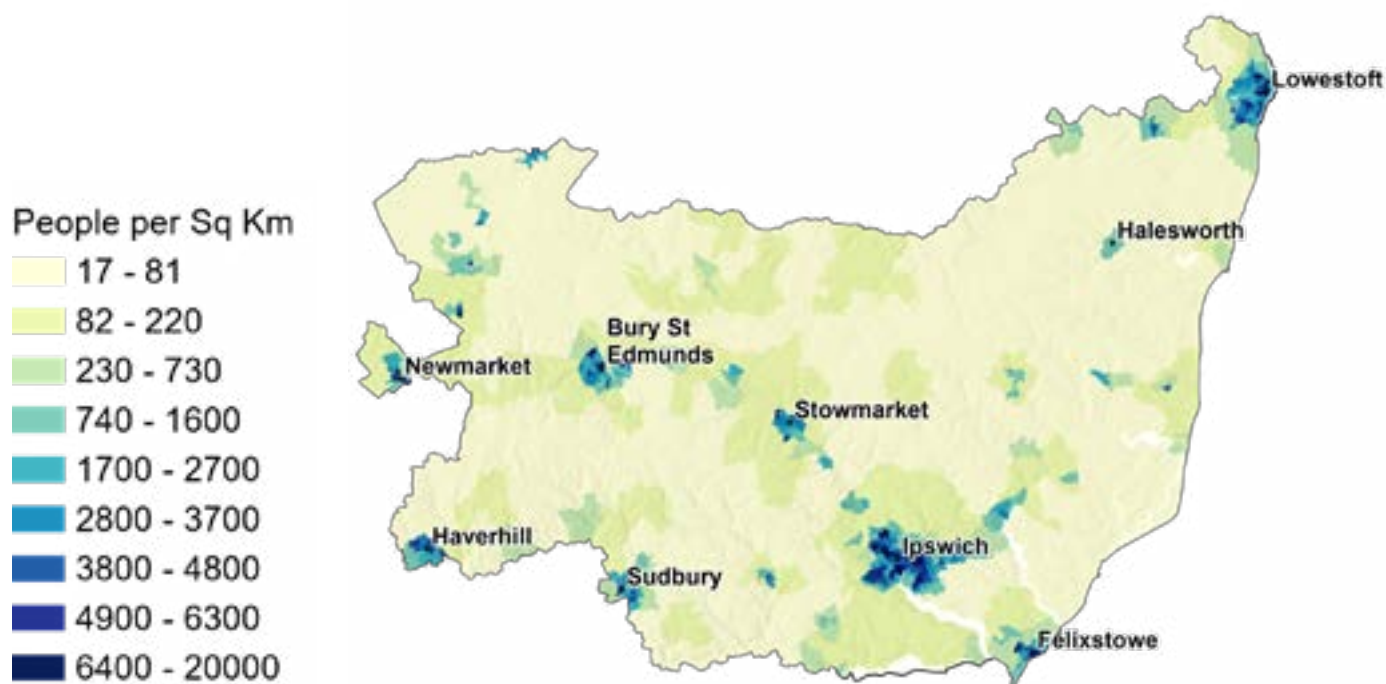 People per Sq Km
17 - 81
82 - 220
230 - 730
740 - 1600
1700 - 2700
2800 - 3700
3800 - 4800
4900 - 6300
6400 - 20000
Lowestoft
Halesworth
Bury St
Edmunds
Newmarket
Stowmarket
Haverhill
Ipswich
Sudbury
Felixstowe